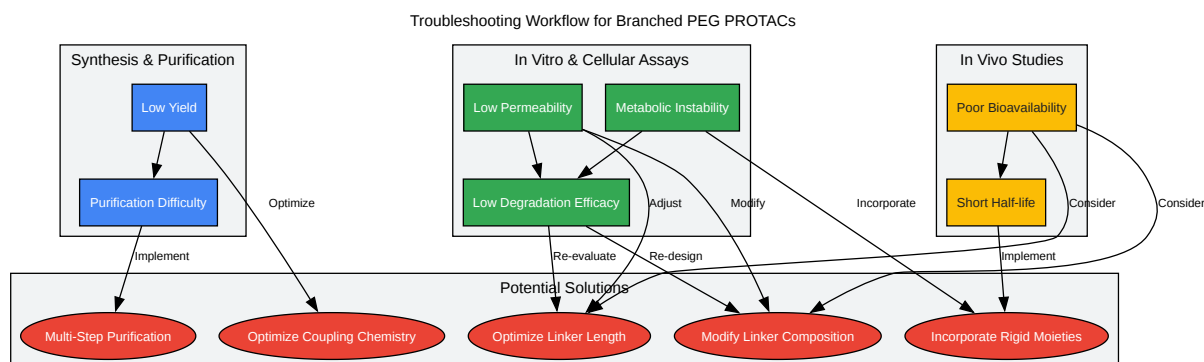 Troubleshooting Workflow for Branched PEG PROTACs
Synthesis & Purification
In Vitro & Cellular Assays
In Vivo Studies
Low Yield
Low Permeability
Metabolic Instability
Poor Bioavailability
Purification Difficulty
Low Degradation Efficacy
Short Half-life
Optimize
Adjust
Modify
Incorporate
Consider
Consider
Implement
Re-evaluate
Re-design
Implement
Potential Solutions
Multi-Step Purification
Optimize Coupling Chemistry
Optimize Linker Length
Modify Linker Composition
Incorporate Rigid Moieties